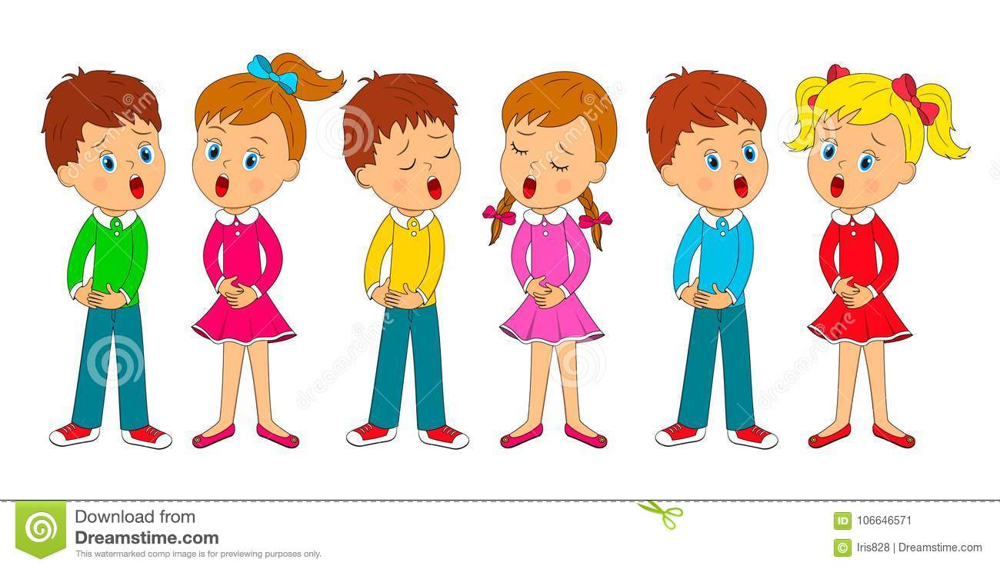 Download from
Dreamstime.com
This watermarked comp image is for previewing purposes only.
ID 106646571
© Iris828 | Dreamstime.com